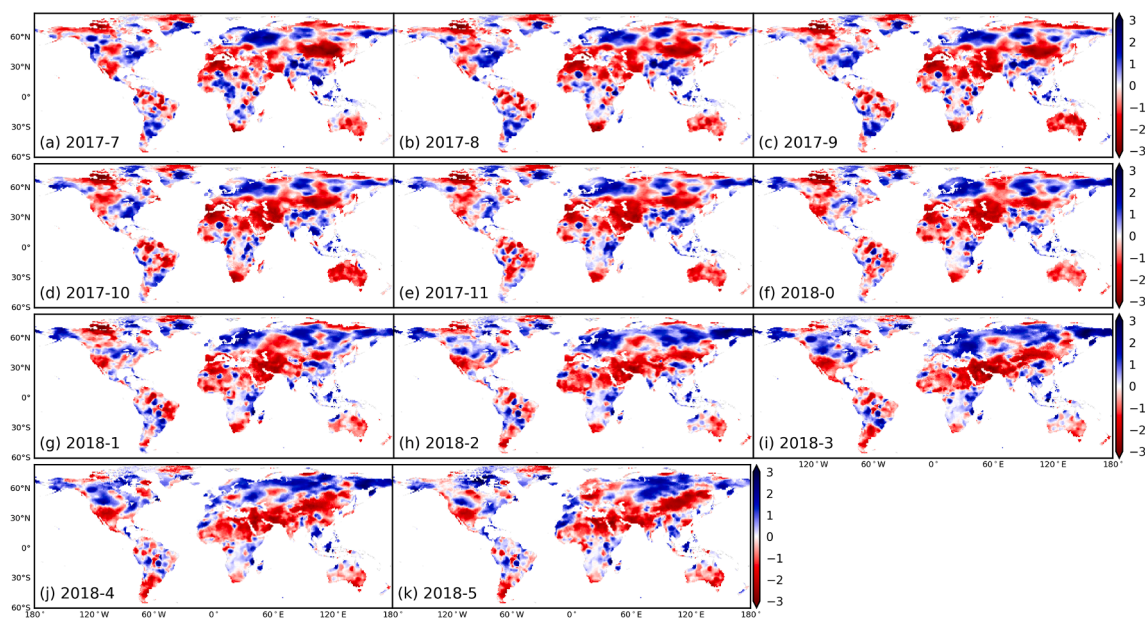 60°N
30°N
0°
30°S
60°S
(a) 2017-7
(b) 2017-8
(c) 2017-9
3
2
1
0
−1
−2
−3
60°N
30°N
0°
30°S
60°S
(d) 2017-10
(e) 2017-11
(f) 2018-0
3
2
1
0
−1
−2
−3
60°N
30°N
0°
30°S
60°S
(g) 2018-1
(h) 2018-2
(i) 2018-3
3
2
1
0
−1
−2
−3
120°W 60°W 0° 60°E 120°E 180°
60°N
30°N
0°
30°S
60°S
(j) 2018-4
(k) 2018-5
3
2
1
0
−1
−2
−3
180° 120°W 60°W 0° 60°E 120°E 180° 120°W 60°W 0° 60°E 120°E 180°